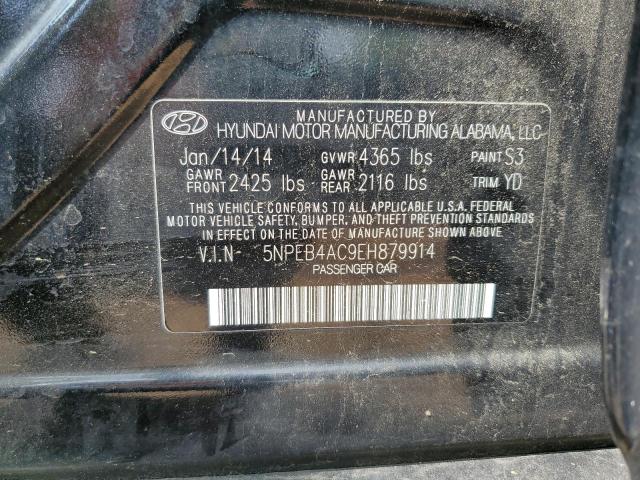 MANUFACTURED BY
HYUNDAI MOTOR MANUFACTURING ALABAMA, LLC
Jan/14/14 GVWR 4365 lbs PAINT S3
GAWR FRONT 2425 lbs GAWR REAR 2116 lbs TRIM YD
THIS VEHICLE CONFORMS TO ALL APPLICABLE U.S.A. FEDERAL
MOTOR VEHICLE SAFETY, BUMPER, AND THEFT PREVENTION
STANDARDS IN EFFECT ON THE DATE OF MANUFACTURE SHOWN ABOVE.
V.I.N- 5NPEB4AC9EH879914
PASSENGER CAR